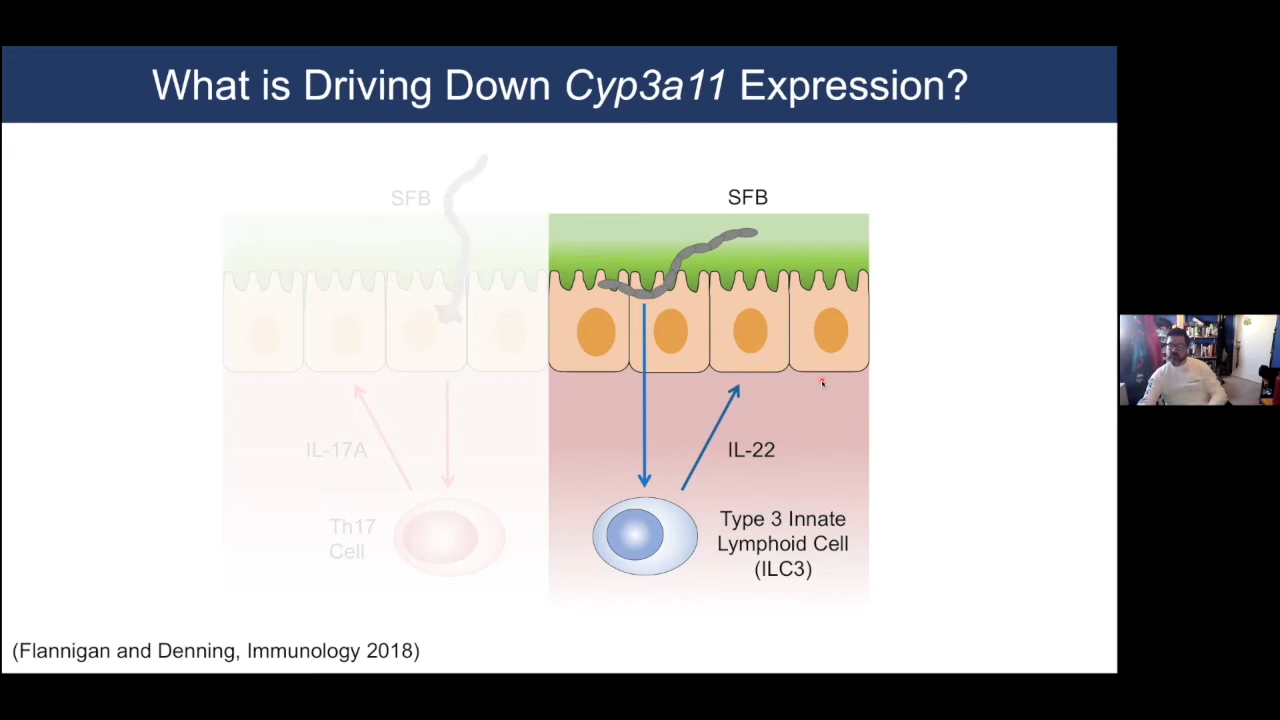 What is Driving Down Cyp3a11 Expression?
SFB
SFB
IL-17A
IL-22
Th17
Cell
Type 3 Innate
Lymphoid Cell
(ILC3)
(Flannigan and Denning, Immunology 2018)